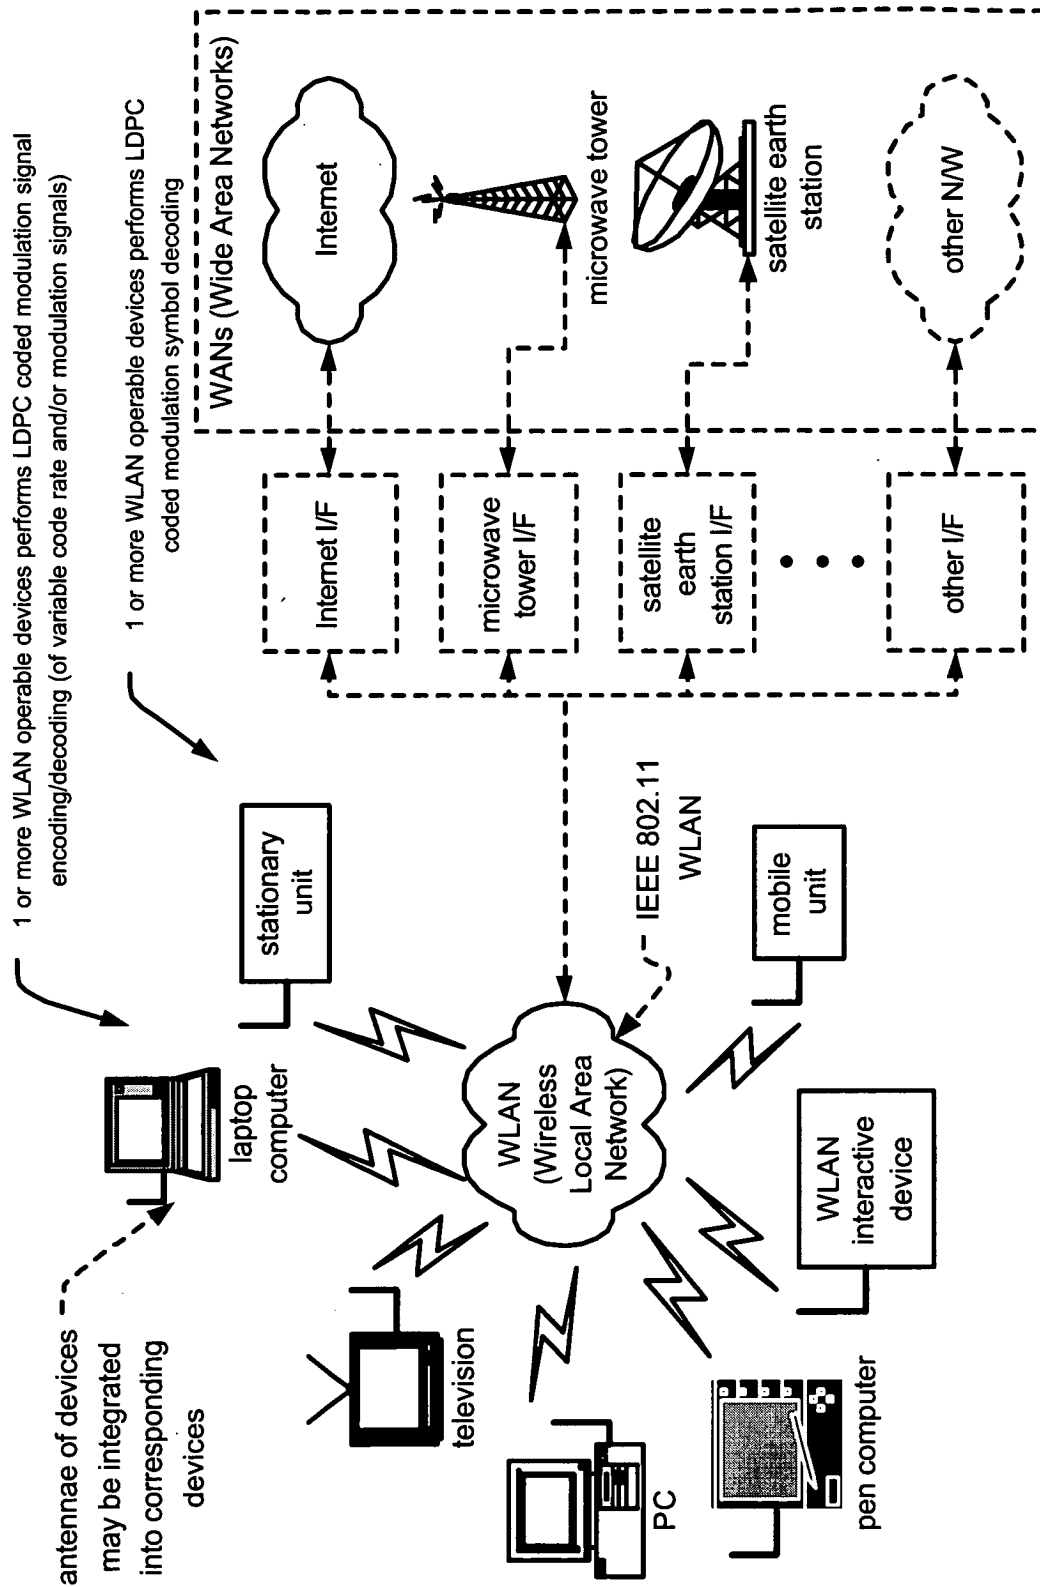 1 or more WLAN operable devices performs LDPC coded modulation signal
encoding/decoding (of variable code rate and/or modulation signals)
1 or more WLAN operable devices performs LDPC
coded modulation symbol decoding
antennae of devices
may be integrated
into corresponding
devices
laptop
computer
stationary
unit
television
PC
pen computer
WLAN
interactive
device
mobile
unit
WLAN
(Wireless
Local Area
Network)
IEEE 802.11
WLAN
Internet I/F
microwave
tower I/F
satellite
earth
station I/F
other I/F
WANs (Wide Area Networks)
Internet
microwave tower
satellite earth
station
other N/W